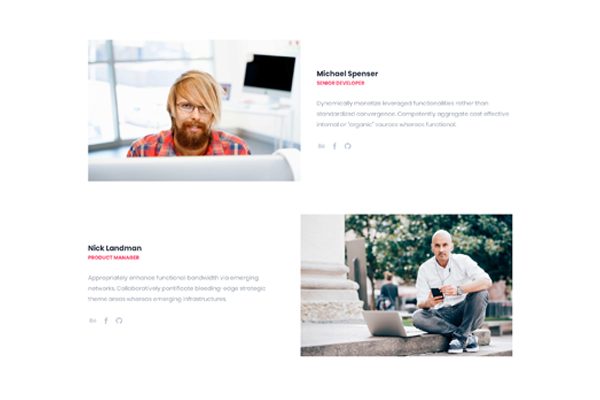 Michael Spenser
SENIOR DEVELOPER
Dynamically monetize leveraged functionalities rather than
standardized convergence. Competently aggregate cost effective
internal or "organic" sources whereas functional.
Bē
Nick Landman
PRODUCT MANAGER
Appropriately enhance functional bandwidth via emerging
networks. Collaboratively pontificate bleeding-edge strategic
theme areas whereas emerging infrastructures.
Bē